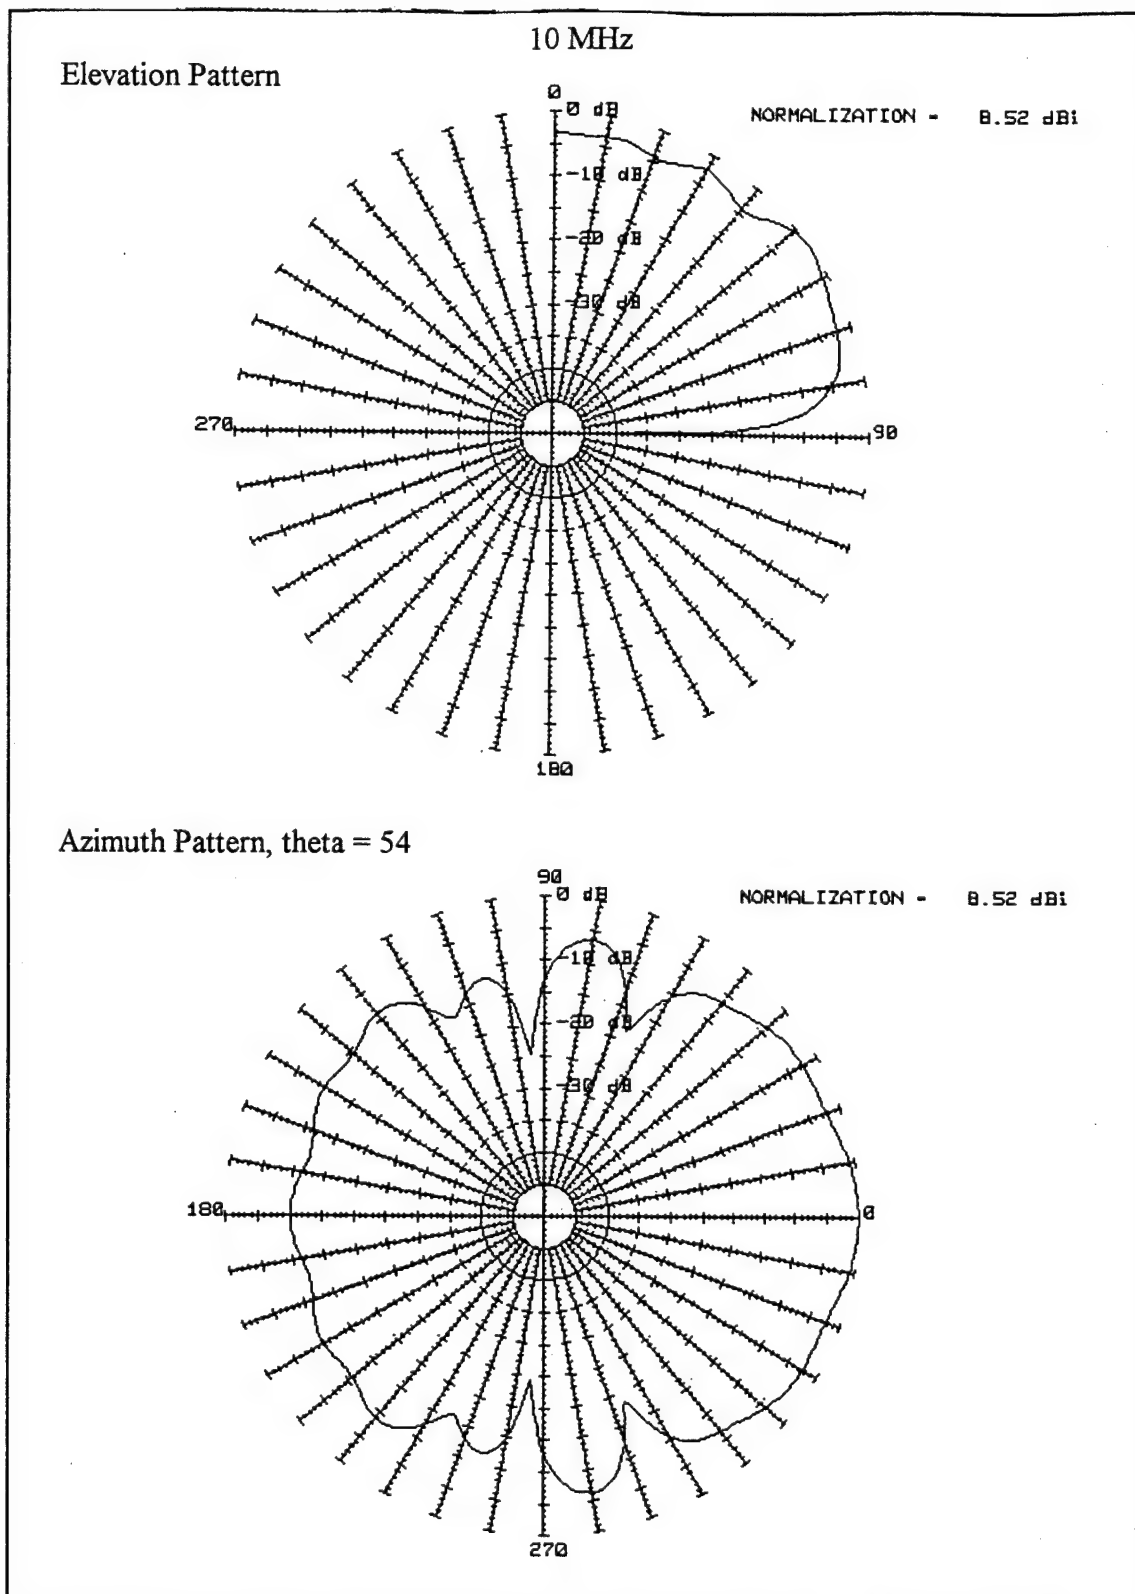 10 MHz
Elevation Pattern
0
0 dB
NORMALIZATION - 8.52 dBi
-10 dB
-20 dB
-30 dB
270
90
180
Azimuth Pattern, theta = 54
90
0 dB
NORMALIZATION - 8.52 dBi
-10 dB
-20 dB
-30 dB
180
0
270